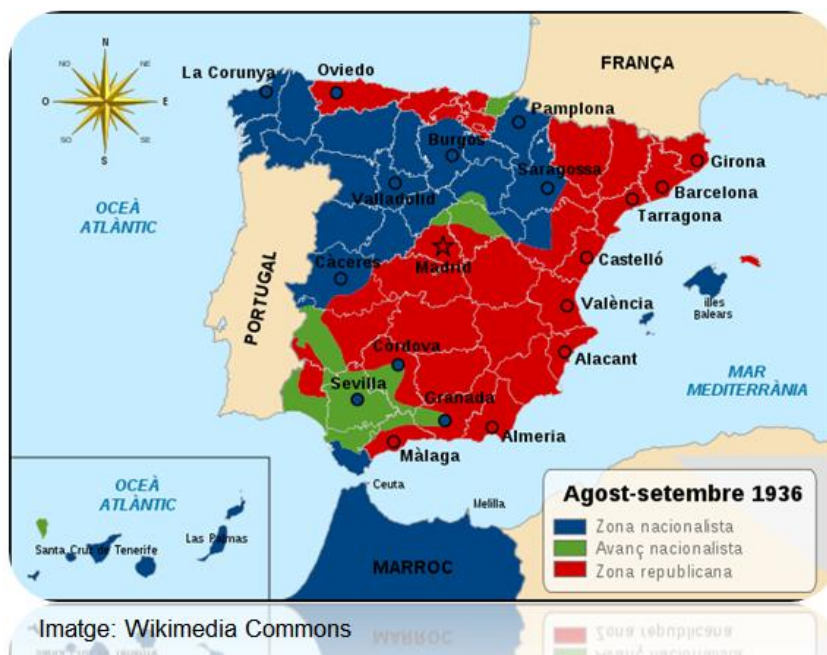 N
NO
NE
O
E
SO
SE
S
FRANÇA
La Corunya
Oviedo
Pamplona
Burgos
Saragossa
Girona
Valladolid
Barcelona
Tarragona
OCEÀ
ATLÀNTIC
Madrid
Castelló
Càceres
PORTUGAL
València
illes
Balears
Alacant
Còrdova
MAR
MEDITERRÀNIA
Sevilla
Granada
Almeria
Màlaga
OCEÀ
ATLÀNTIC
Ceuta
Melilla
Santa Cruz de Tenerife
Las Palmas
MARROC
Agost-setembre 1936
Zona nacionalista
Avanç nacionalista
Zona republicana
Imatge: Wikimedia Commons